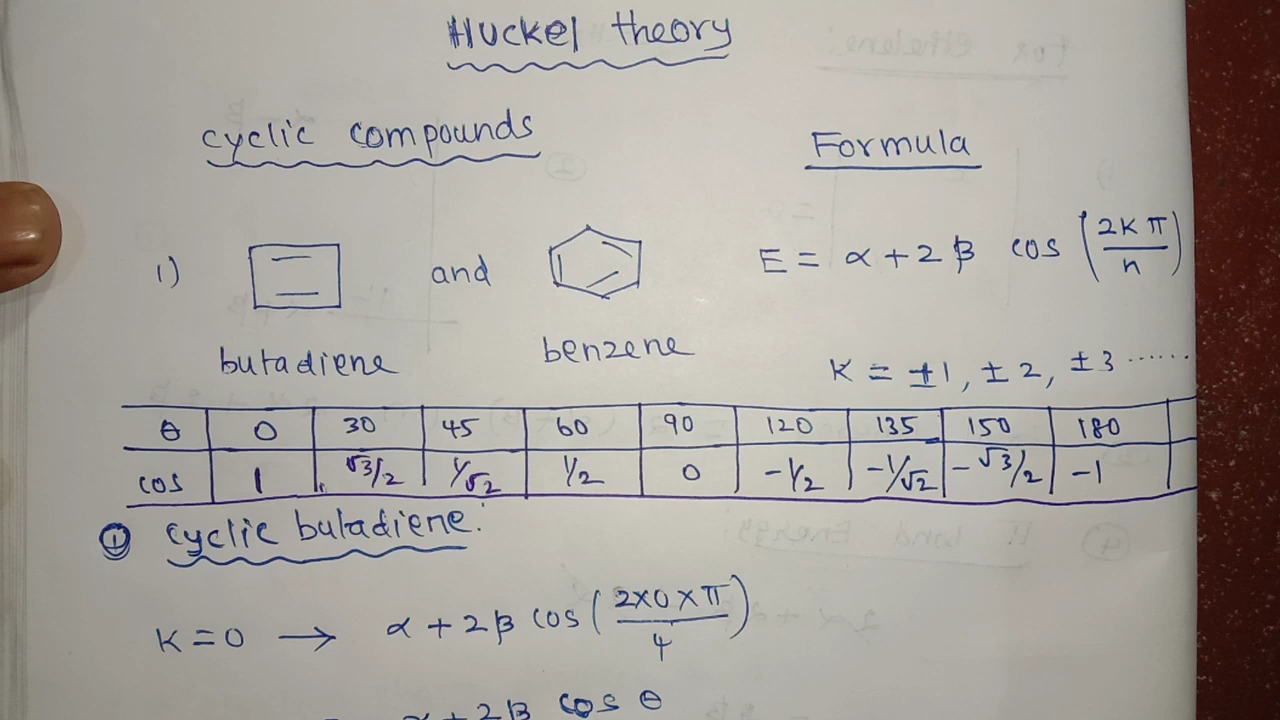 Huckel theory
cyclic compounds
Formula
1) and
E = α + 2β cos (2Kπ/n)
butadiene
benzene
K = ±1, ±2, ±3 ......
θ 0 30 45 60 90 120 135 150 180
cos 1 √3/2 1/√2 1/2 0 -1/2 -1/√2 -√3/2 -1
① cyclic butadiene:
K = 0 → α + 2β cos (2×0×π/4)
α + 2β cos θ